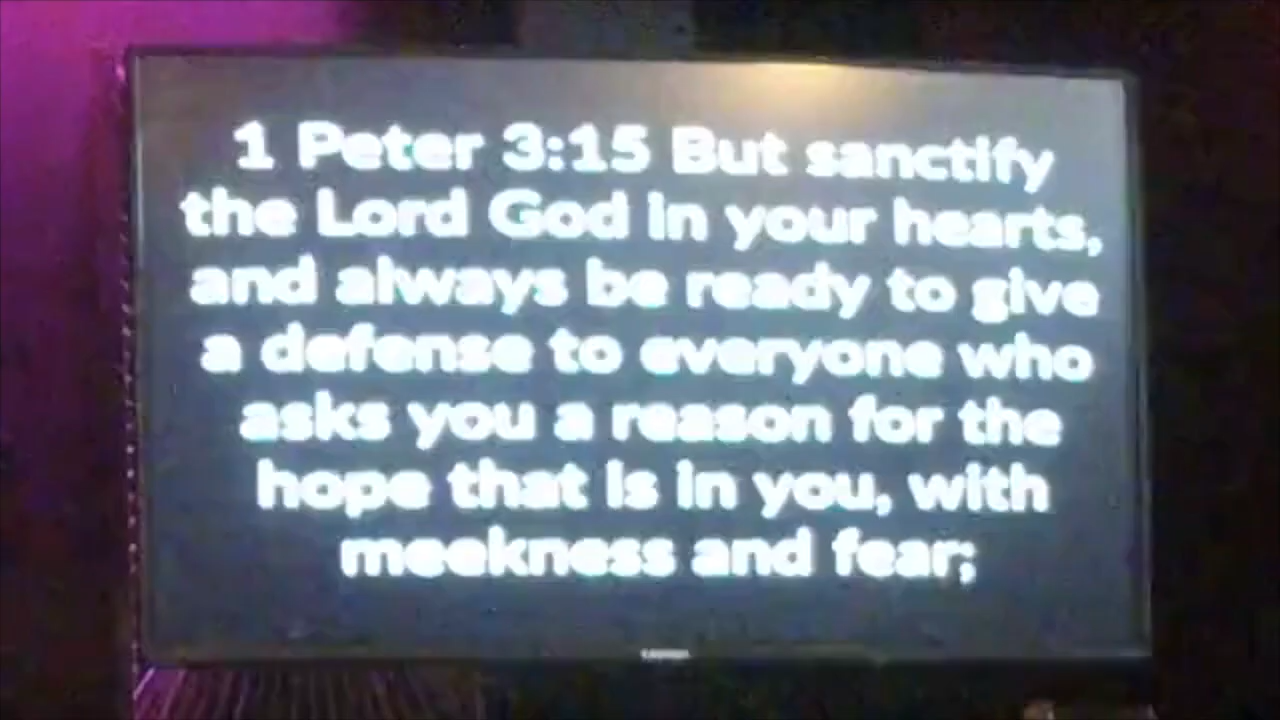 1 Peter 3:15 But sanctify
the Lord God in your hearts,
and always be ready to give
a defense to everyone who
asks you a reason for the
hope that is in you, with
meekness and fear;